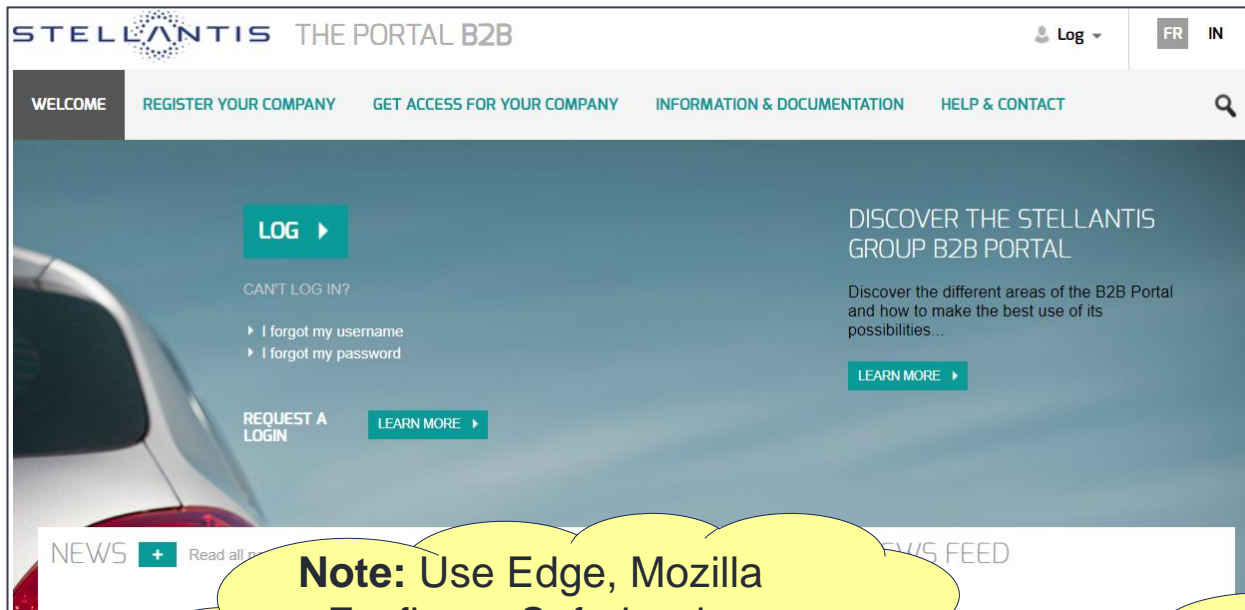 STELLANTIS THE PORTAL B2B
Log
FR IN
WELCOME REGISTER YOUR COMPANY GET ACCESS FOR YOUR COMPANY INFORMATION & DOCUMENTATION HELP & CONTACT
LOG
CAN'T LOG IN?
I forgot my username
I forgot my password
REQUEST A
LOGIN
LEARN MORE
DISCOVER THE STELLANTIS
GROUP B2B PORTAL
Discover the different areas of the B2B Portal
and how to make the best use of its
possibilities...
LEARN MORE
NEWS + Read all
FEED
Note: Use Edge, Mozilla